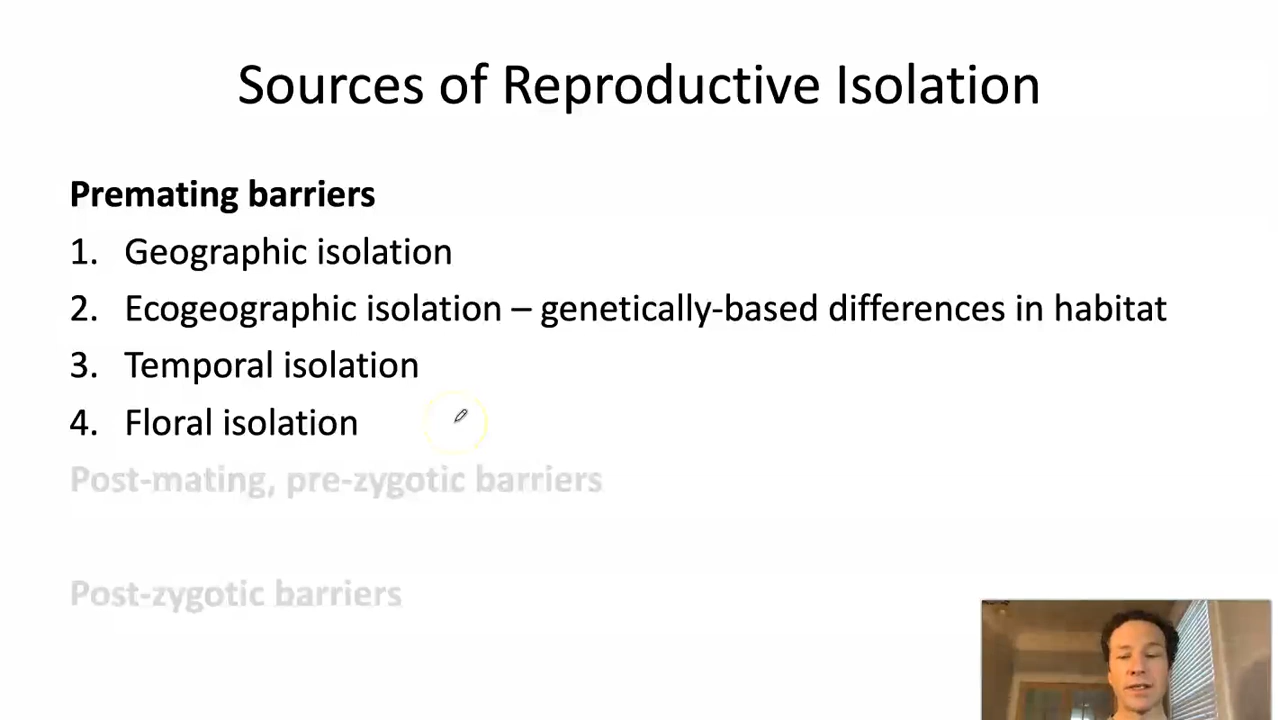 Sources of Reproductive Isolation
Premating barriers
1. Geographic isolation
2. Ecogeographic isolation – genetically-based differences in habitat
3. Temporal isolation
4. Floral isolation
Post-mating, pre-zygotic barriers
Post-zygotic barriers